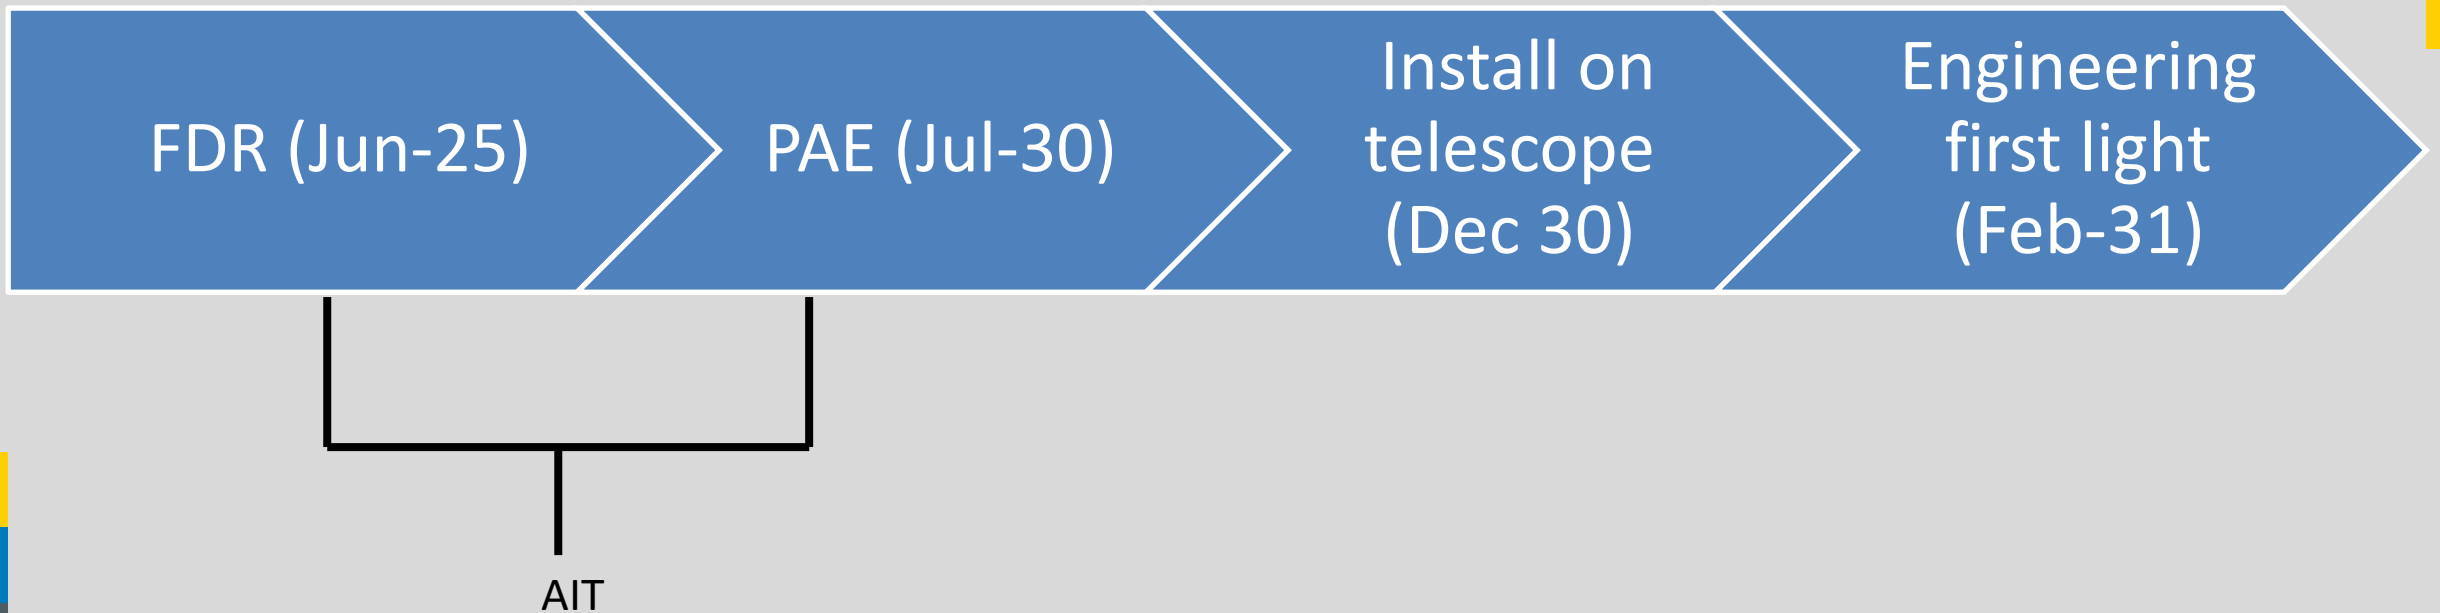 FDR (Jun-25)
PAE (Jul-30)
Install on
telescope
(Dec 30)
Engineering
first light
(Feb-31)
AIT